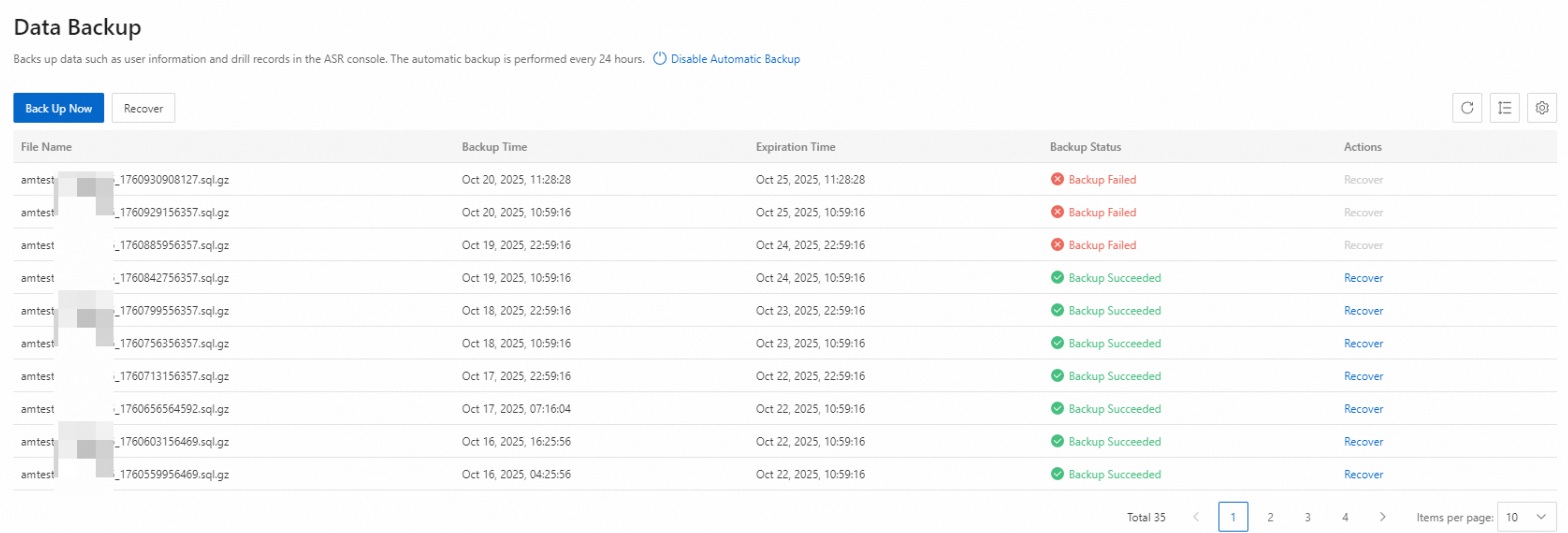 Data Backup
Backs up data such as user information and drill records in the ASR console. The automatic backup is performed every 24 hours. Disable Automatic Backup
Back Up Now Recover
File Name Backup Time Expiration Time Backup Status Actions
amtest _1760930908127.sql.gz Oct 20, 2025, 11:28:28 Oct 25, 2025, 11:28:28 Backup Failed Recover
amtest _1760929156357.sql.gz Oct 20, 2025, 10:59:16 Oct 25, 2025, 10:59:16 Backup Failed Recover
amtest _1760885956357.sql.gz Oct 19, 2025, 22:59:16 Oct 24, 2025, 22:59:16 Backup Failed Recover
amtest _1760842756357.sql.gz Oct 19, 2025, 10:59:16 Oct 24, 2025, 10:59:16 Backup Succeeded Recover
amtest _1760799556357.sql.gz Oct 18, 2025, 22:59:16 Oct 23, 2025, 22:59:16 Backup Succeeded Recover
amtest _1760756356357.sql.gz Oct 18, 2025, 10:59:16 Oct 23, 2025, 10:59:16 Backup Succeeded Recover
amtest _1760713156357.sql.gz Oct 17, 2025, 22:59:16 Oct 22, 2025, 22:59:16 Backup Succeeded Recover
amtest _1760656564592.sql.gz Oct 17, 2025, 07:16:04 Oct 22, 2025, 10:59:16 Backup Succeeded Recover
amtest _1760603156469.sql.gz Oct 16, 2025, 16:25:56 Oct 22, 2025, 10:59:16 Backup Succeeded Recover
amtest _1760559956469.sql.gz Oct 16, 2025, 04:25:56 Oct 22, 2025, 10:59:16 Backup Succeeded Recover
Total 35 1 2 3 4 Items per page: 10